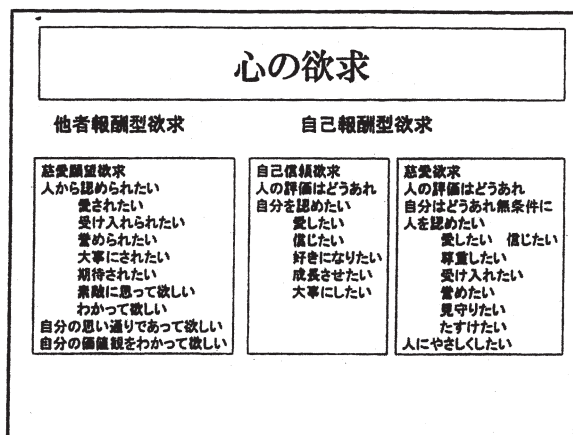 心の欲求
他者報酬型欲求
自己報酬型欲求
慈愛願望欲求
人から認められたい
愛されたい
受け入れられたい
誉められたい
大事にされたい
期待されたい
素敵に思って欲しい
わかって欲しい
自分の思い通りであって欲しい
自分の価値観をわかって欲しい
自己信頼欲求
人の評価はどうあれ
自分を認めたい
愛したい
信じたい
好きになりたい
成長させたい
大事にしたい
慈愛欲求
人の評価はどうあれ
自分はどうあれ無条件に
人を認めたい
愛したい　信じたい
尊重したい
受け入れたい
誉めたい
見守りたい
たすけたい
人にやさしくしたい